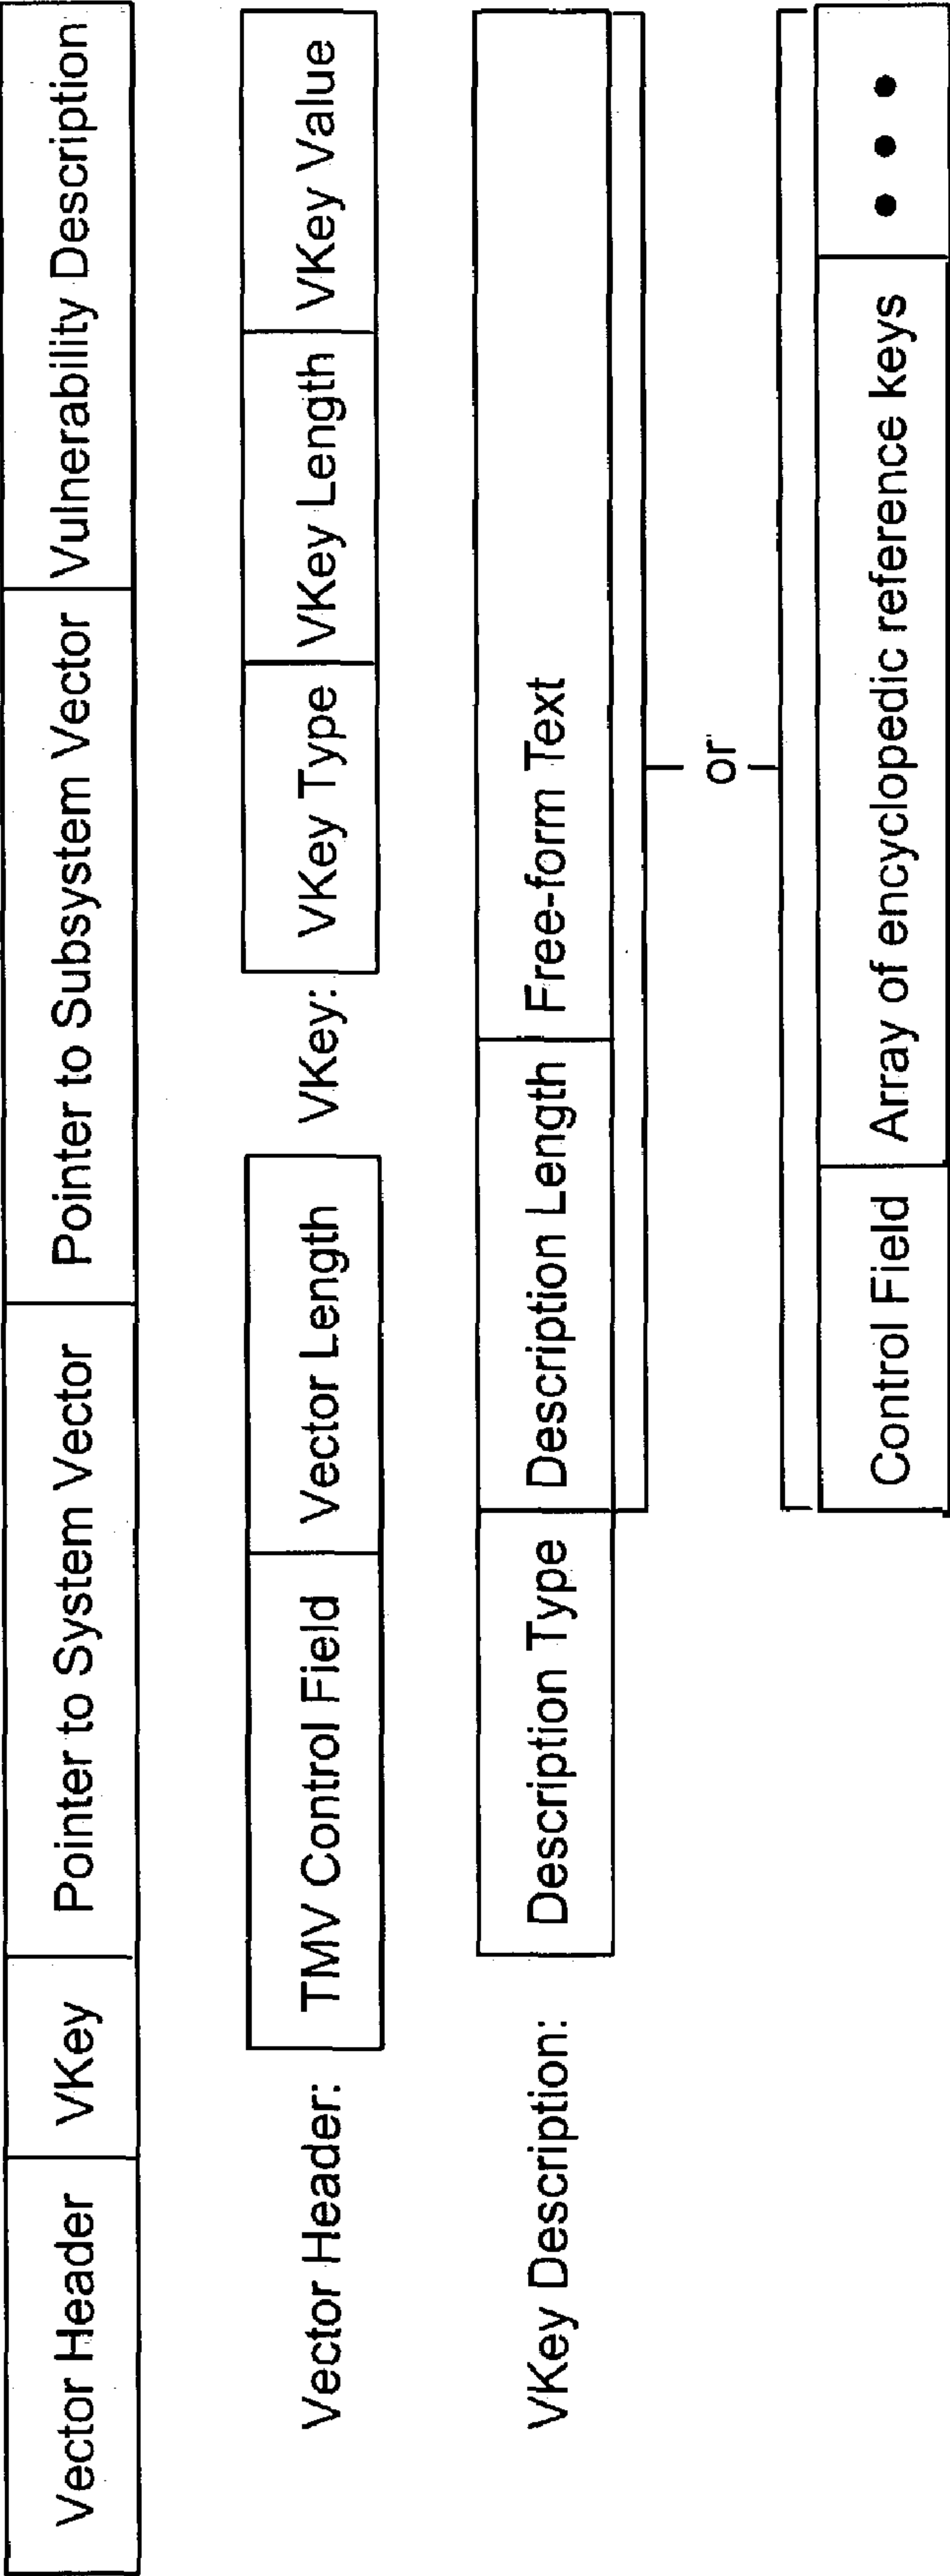 Vector Header VKey Pointer to System Vector Pointer to Subsystem Vector Vulnerability Description
Vector Header: TMV Control Field Vector Length VKey: VKey Type VKey Length VKey Value
VKey Description: Description Type Description Length Free-form Text
or
Control Field Array of encyclopedic reference keys • • •